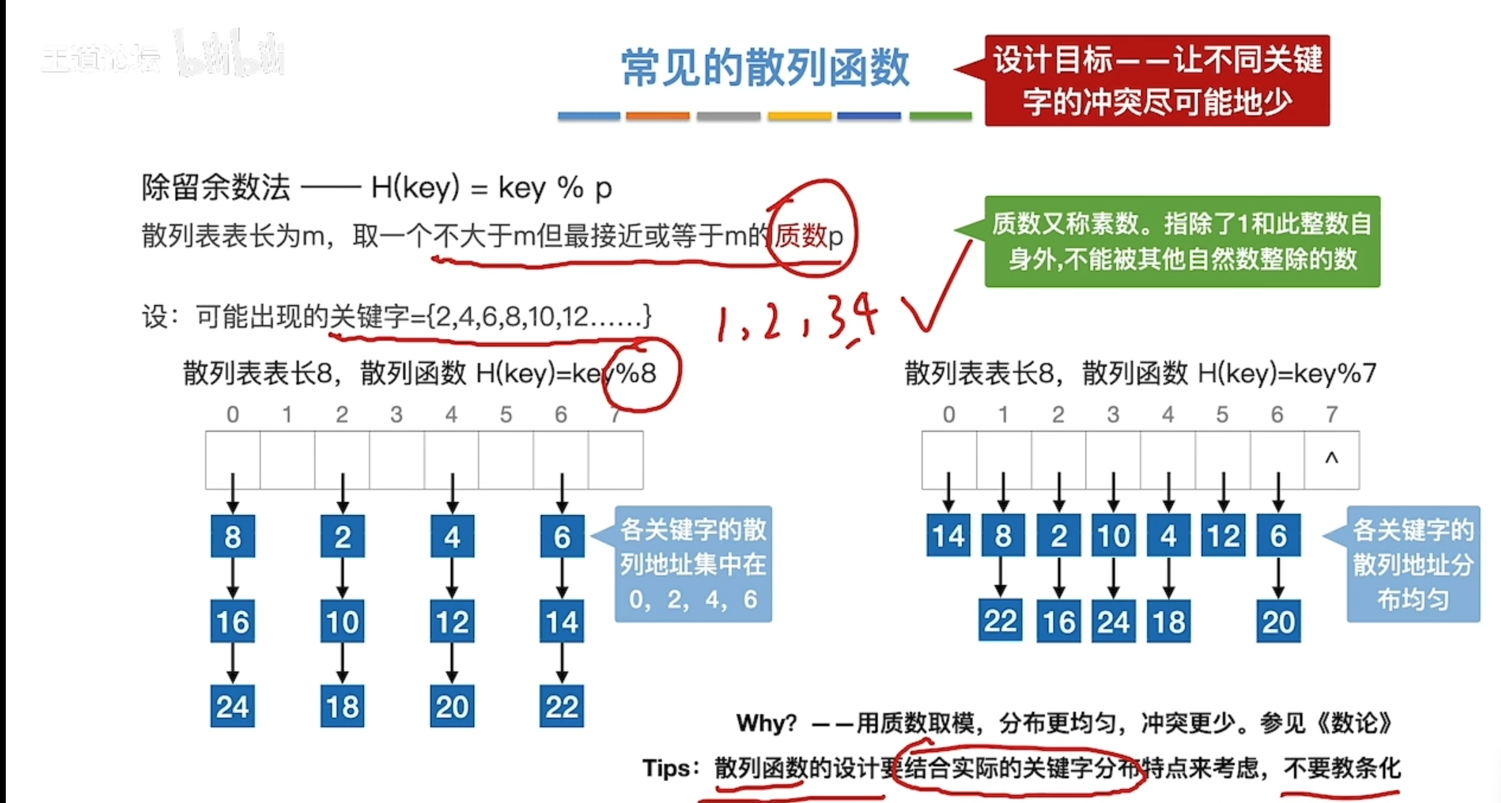 王道论坛 bilibili
常见的散列函数
设计目标——让不同关键
字的冲突尽可能地少
除留余数法 —— H(key) = key % p
散列表表长为m，取一个不大于m但最接近或等于m的质数p
质数又称素数。指除了1和此整数自
身外,不能被其他自然数整除的数
设：可能出现的关键字={2,4,6,8,10,12……}
1,2,34
散列表表长8，散列函数 H(key)=key%8
0 1 2 3 4 5 6 7
8 2 4 6
16 10 12 14
24 18 20 22
各关键字的散
列地址集中在
0，2，4，6
散列表表长8，散列函数 H(key)=key%7
0 1 2 3 4 5 6 7
^
14 8 2 10 4 12 6
22 16 24 18 20
各关键字的
散列地址分
布均匀
Why？——用质数取模，分布更均匀，冲突更少。参见《数论》
Tips：散列函数的设计要结合实际的关键字分布特点来考虑，不要教条化